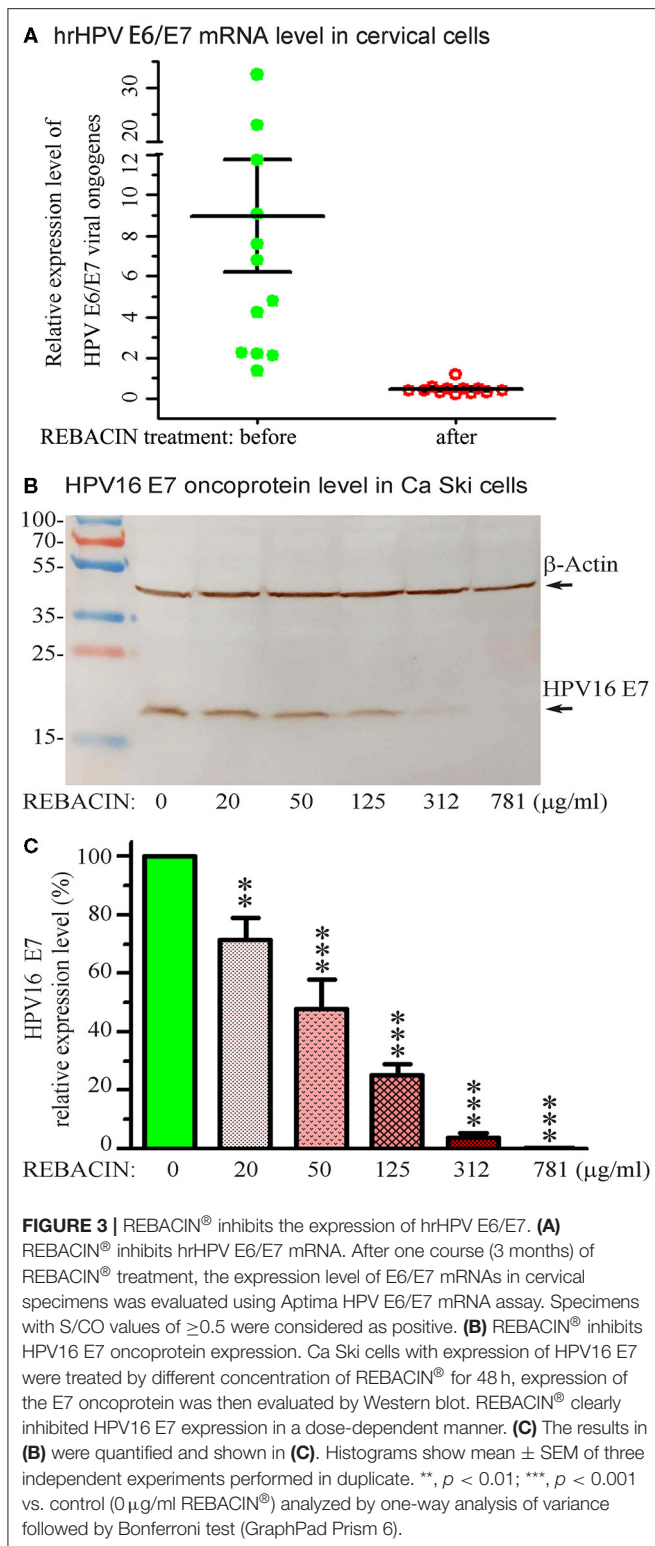 A hrHPV E6/E7 mRNA level in cervical cells
Relative expression level of
HPV E6/E7 viral ongogenes
30
20
12
10
8
6
4
2
0
REBACIN treatment: before after
B HPV16 E7 oncoprotein level in Ca Ski cells
100-
70-
55-
35-
25-
15-
β-Actin
HPV16 E7
REBACIN: 0 20 50 125 312 781 (μg/ml)
C
HPV16 E7
relative expression level (%)
100
80
60
40
20
0
**
***
***
***
***
REBACIN: 0 20 50 125 312 781 (μg/ml)
FIGURE 3 | REBACIN® inhibits the expression of hrHPV E6/E7. (A)
REBACIN® inhibits hrHPV E6/E7 mRNA. After one course (3 months) of
REBACIN® treatment, the expression level of E6/E7 mRNAs in cervical
specimens was evaluated using Aptima HPV E6/E7 mRNA assay. Specimens
with S/CO values of ≥0.5 were considered as positive. (B) REBACIN® inhibits
HPV16 E7 oncoprotein expression. Ca Ski cells with expression of HPV16 E7
were treated by different concentration of REBACIN® for 48 h, expression of
the E7 oncoprotein was then evaluated by Western blot. REBACIN® clearly
inhibited HPV16 E7 expression in a dose-dependent manner. (C) The results in
(B) were quantified and shown in (C). Histograms show mean ± SEM of three
independent experiments performed in duplicate. **, p < 0.01; ***, p < 0.001
vs. control (0 μg/ml REBACIN®) analyzed by one-way analysis of variance
followed by Bonferroni test (GraphPad Prism 6).